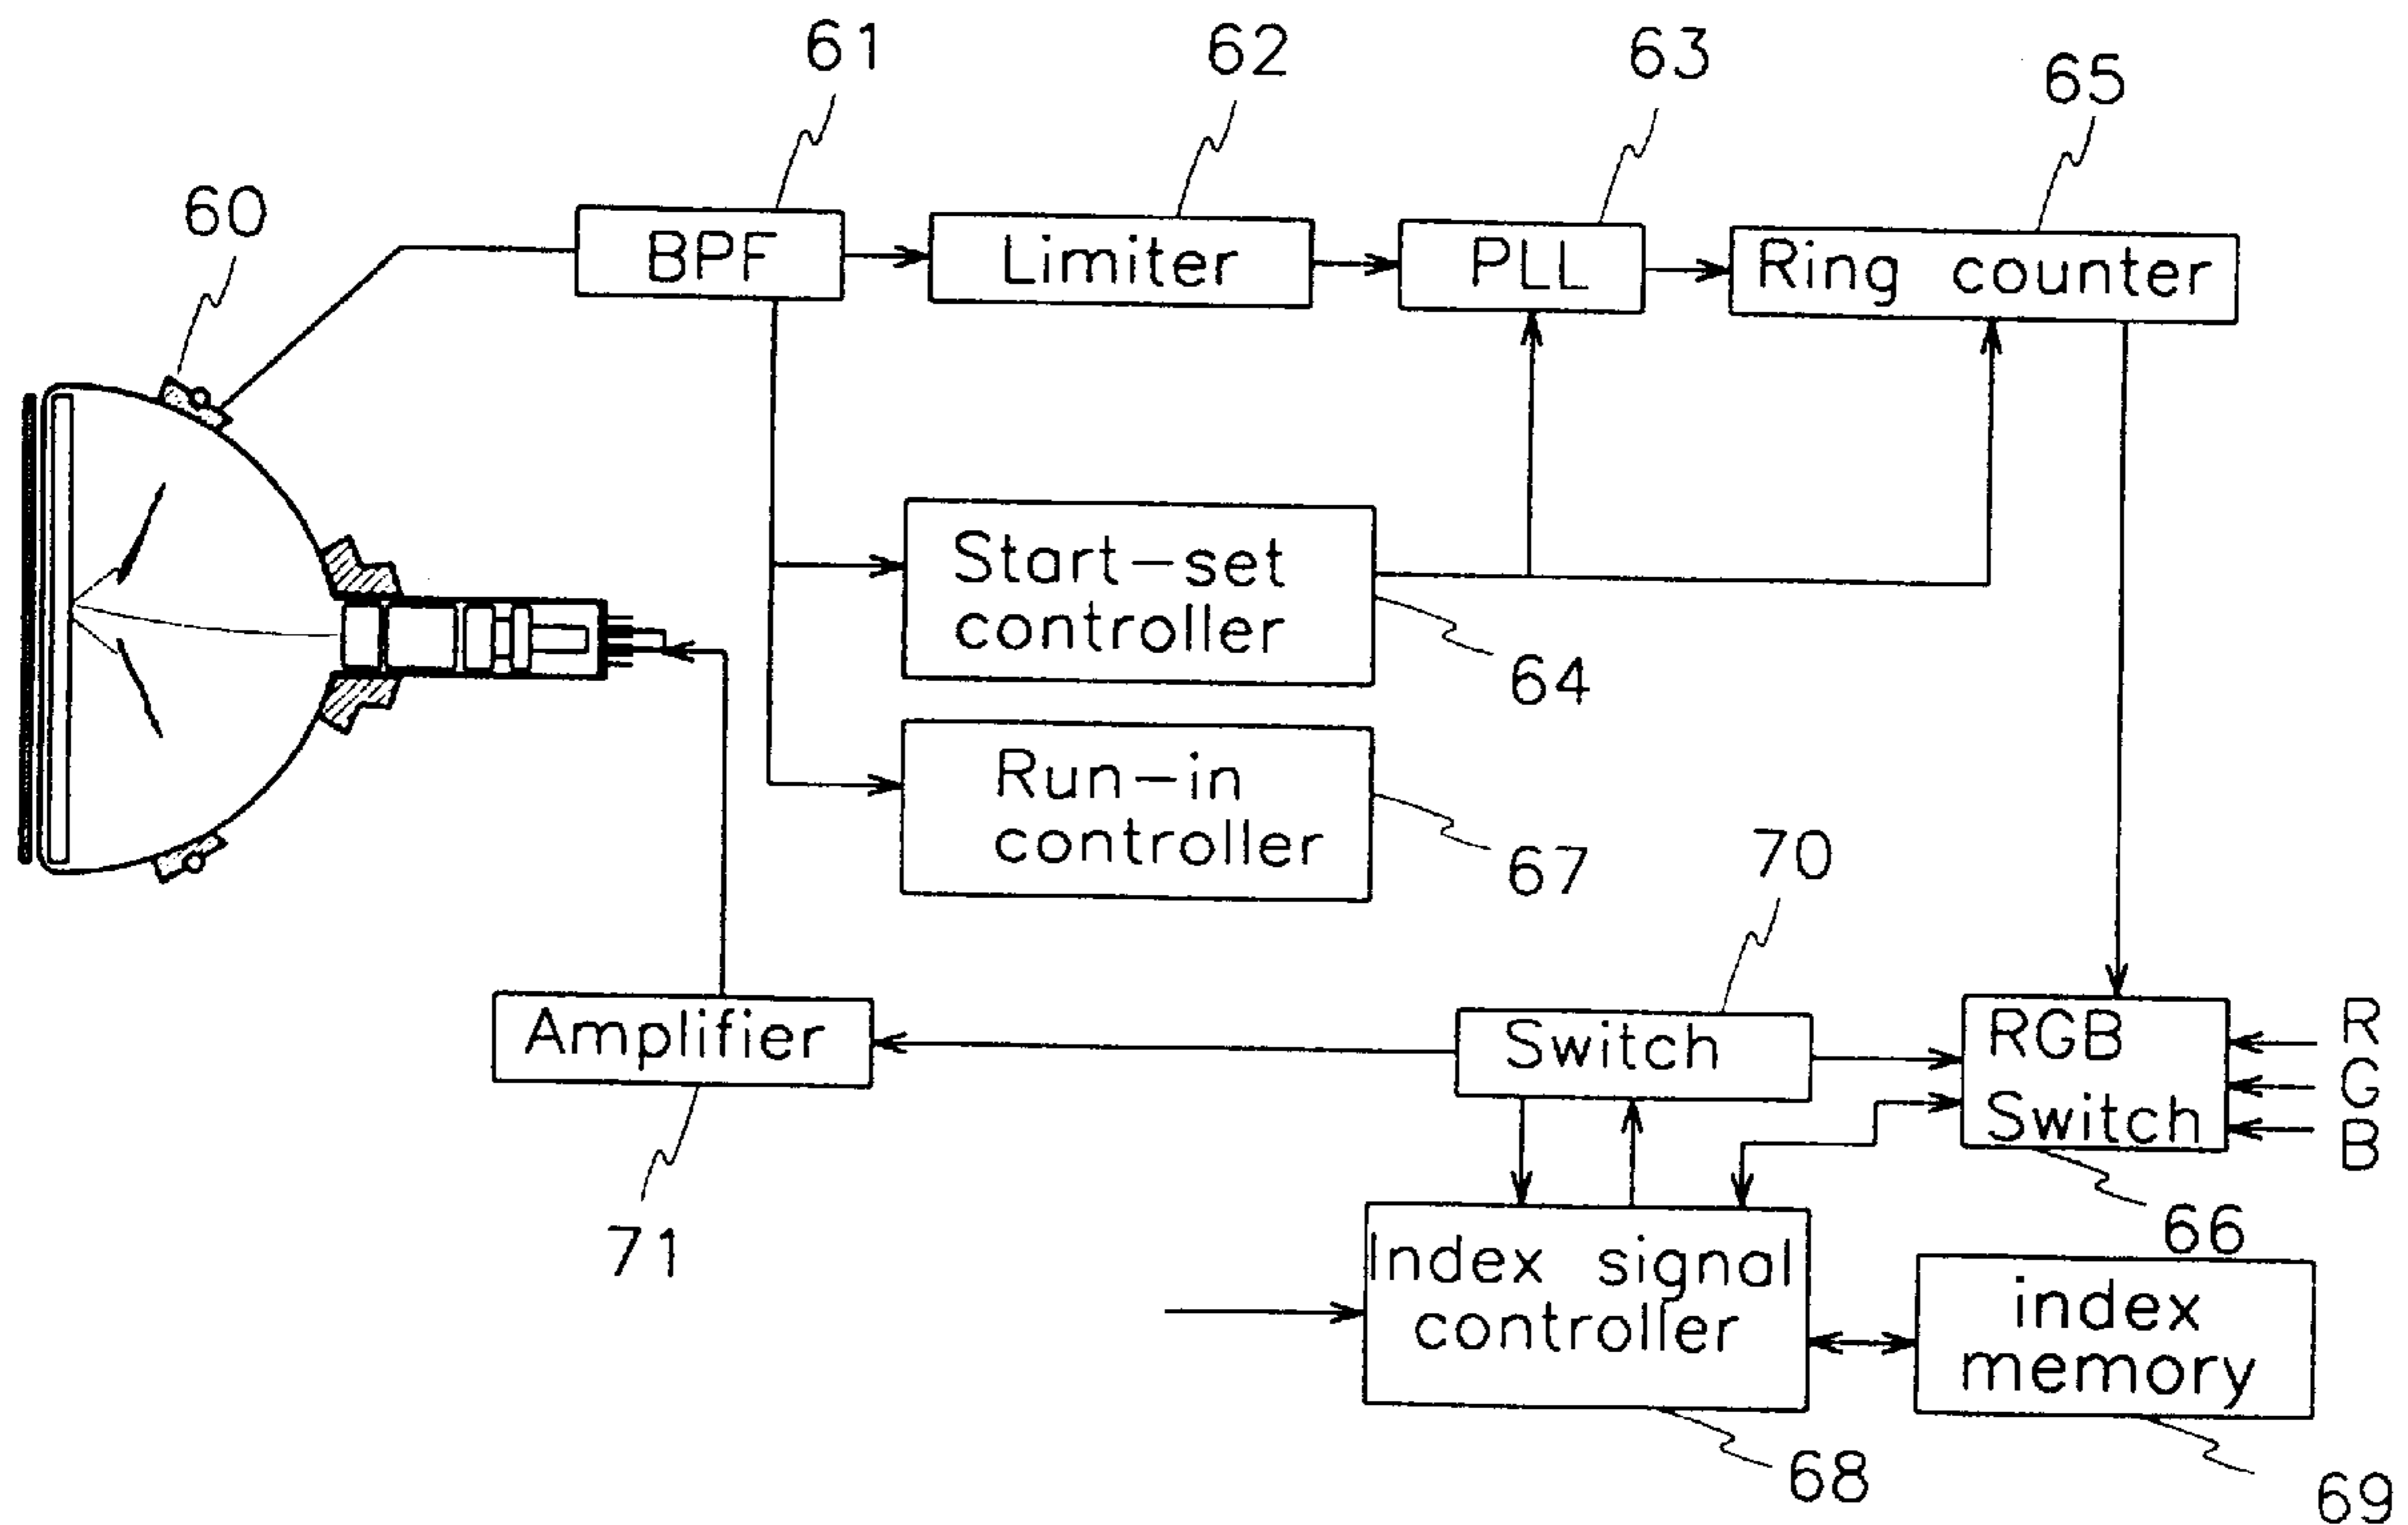 61
62
63
65
60
BPF
Limiter
PLL
Ring counter
Start-set
controller
64
Run-in
controller
67
70
Amplifier
Switch
RGB
Switch
R
G
B
71
66
Index signal
controller
index
memory
68
69